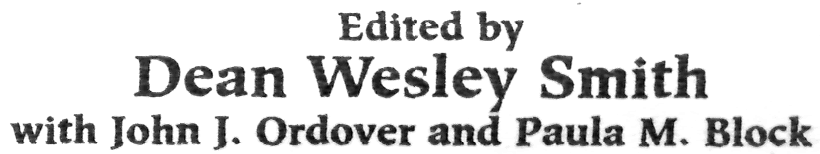 Edited by
Dean Wesley Smith
with John J. Ordover and Paula M. Block